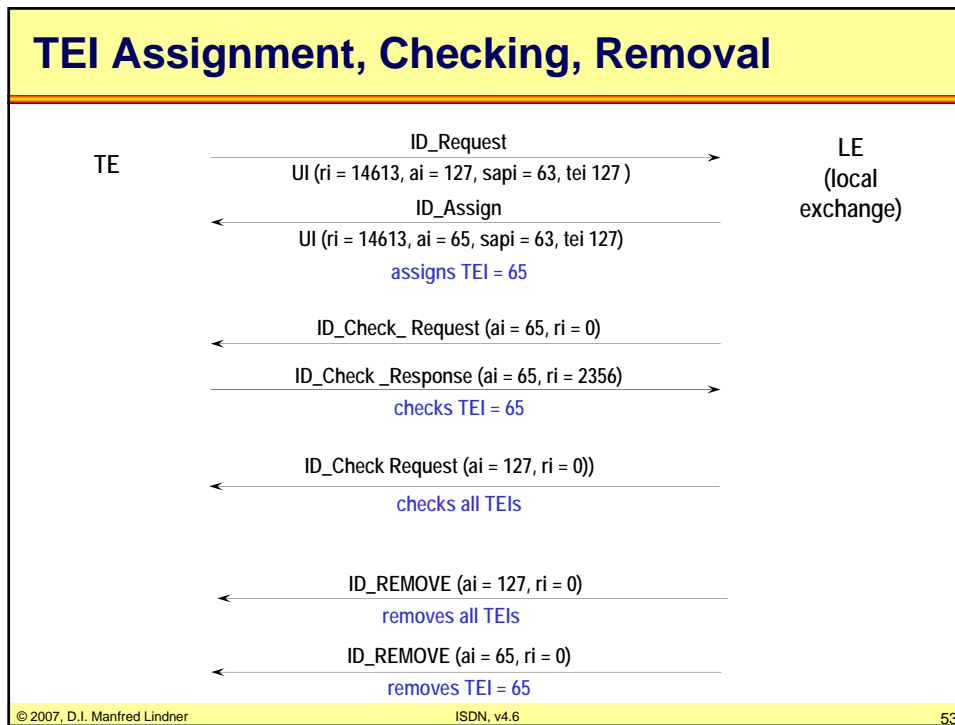 TEI Assignment, Checking, Removal
TE
LE
(local
exchange)
ID_Request
UI (ri = 14613, ai = 127, sapi = 63, tei 127 )
ID_Assign
UI (ri = 14613, ai = 65, sapi = 63, tei 127)
assigns TEI = 65
ID_Check_ Request (ai = 65, ri = 0)
ID_Check _Response (ai = 65, ri = 2356)
checks TEI = 65
ID_Check Request (ai = 127, ri = 0))
checks all TEIs
ID_REMOVE (ai = 127, ri = 0)
removes all TEIs
ID_REMOVE (ai = 65, ri = 0)
removes TEI = 65
© 2007, D.I. Manfred Lindner
ISDN, v4.6
53